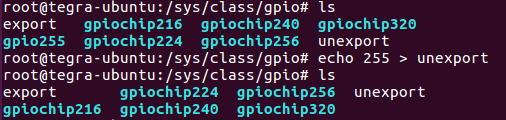 root@tegra-ubuntu:/sys/class/gpio# ls
export   gpiochip216  gpiochip240  gpiochip320
gpio255  gpiochip224  gpiochip256  unexport
root@tegra-ubuntu:/sys/class/gpio# echo 255 > unexport
root@tegra-ubuntu:/sys/class/gpio# ls
export       gpiochip224  gpiochip256  unexport
gpiochip216  gpiochip240  gpiochip320